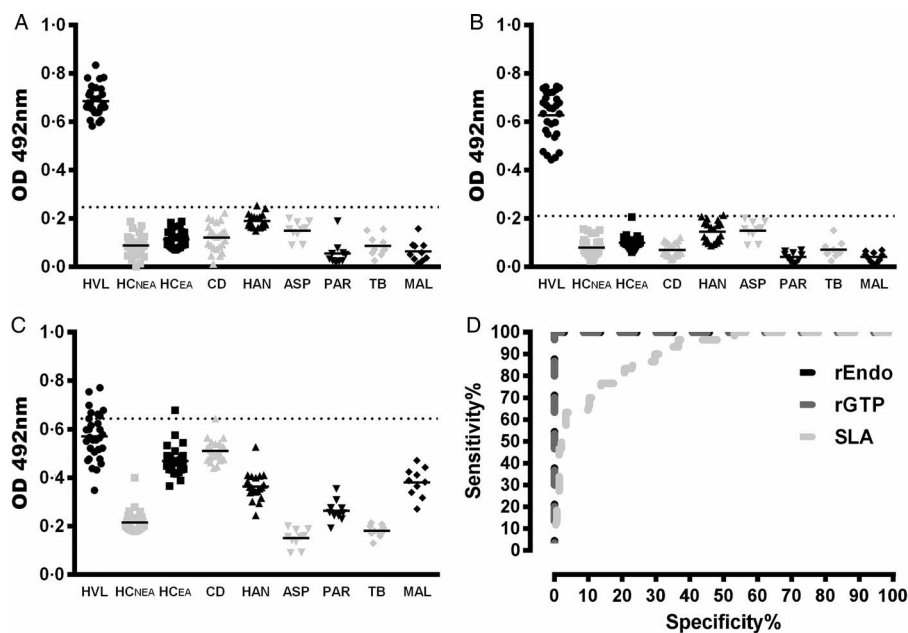 A
OD 492nm
1·0
0·8
0·6
0·4
0·2
0·0
HVL HCNEA HCEA CD HAN ASP PAR TB MAL
B
OD 492nm
1·0
0·8
0·6
0·4
0·2
0·0
HVL HCNEA HCEA CD HAN ASP PAR TB MAL
C
OD 492nm
1·0
0·8
0·6
0·4
0·2
0·0
HVL HCNEA HCEA CD HAN ASP PAR TB MAL
D
Sensitivity%
100
90
80
70
60
50
40
30
20
10
0
rEndo
rGTP
SLA
0 10 20 30 40 50 60 70 80 90 100
Specificity%